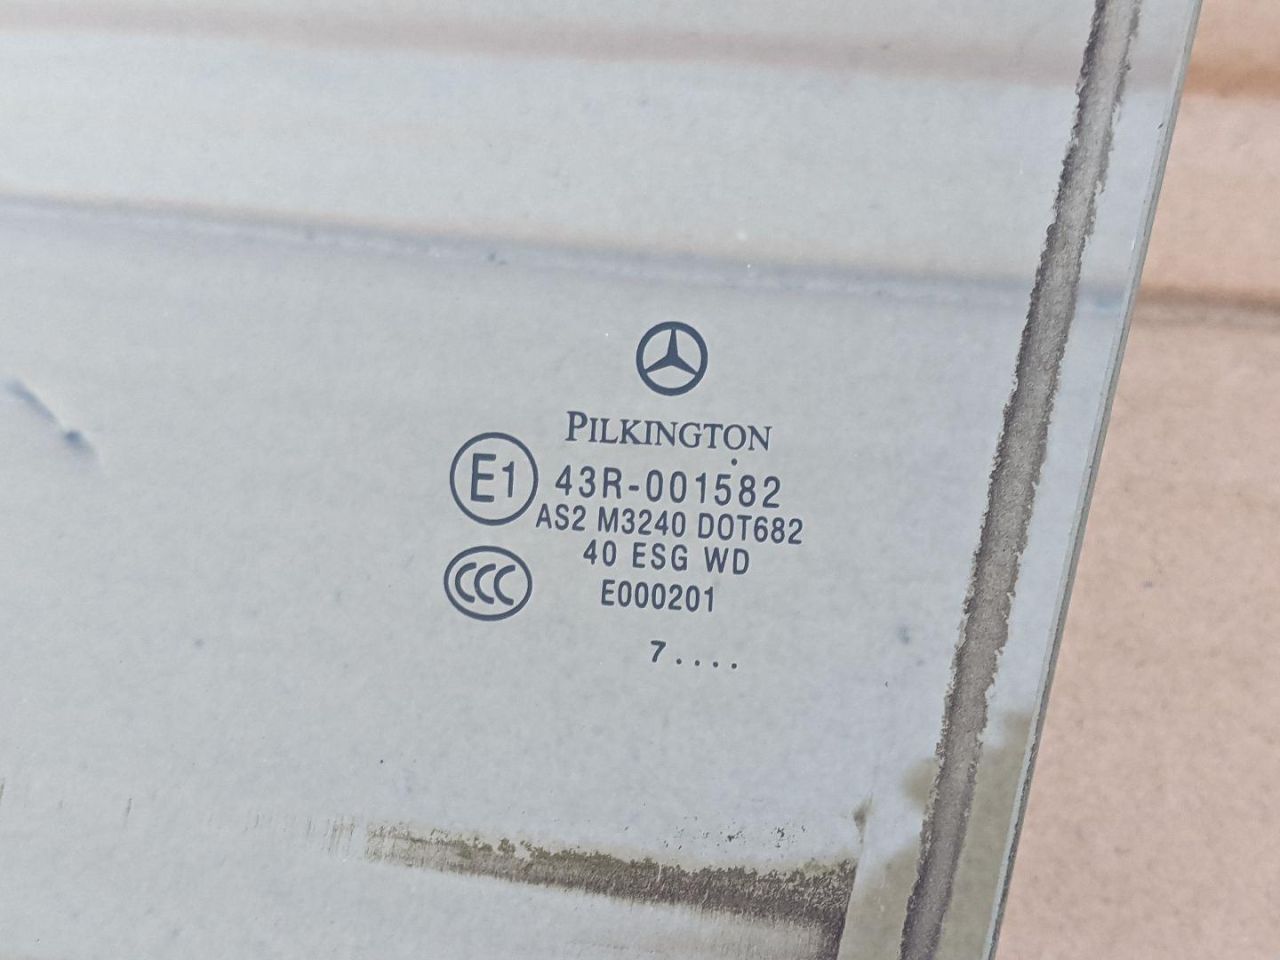 PILKINGTON
E1 43R-001582
AS2 M3240 DOT682
40 ESG WD
CCC
E000201
7....